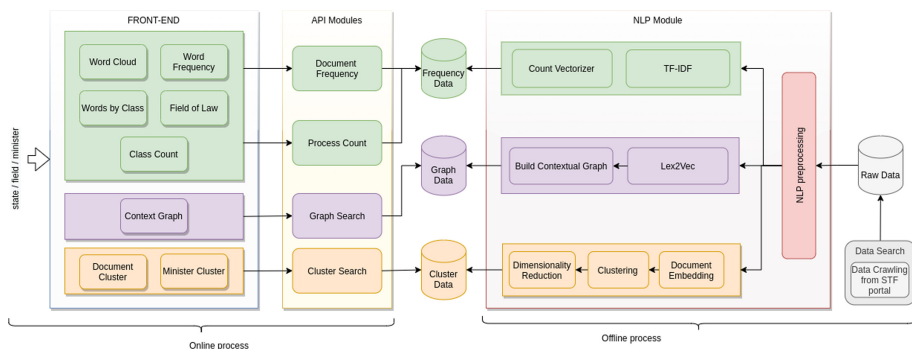 FRONT-END
API Modules
NLP Module
Word Cloud
Word
Frequency
Words by Class
Field of Law
Class Count
Context Graph
Document
Cluster
Minister Cluster
Document
Frequency
Process Count
Graph Search
Cluster Search
Frequency
Data
Graph
Data
Cluster
Data
Count Vectorizer
TF-IDF
Build Contextual Graph
Lex2Vec
Dimensionality
Reduction
Clustering
Document
Embedding
NLP preprocessing
Raw Data
Data Search
Data Crawling
from STF
portal
state / field / minister
Online process
Offline process